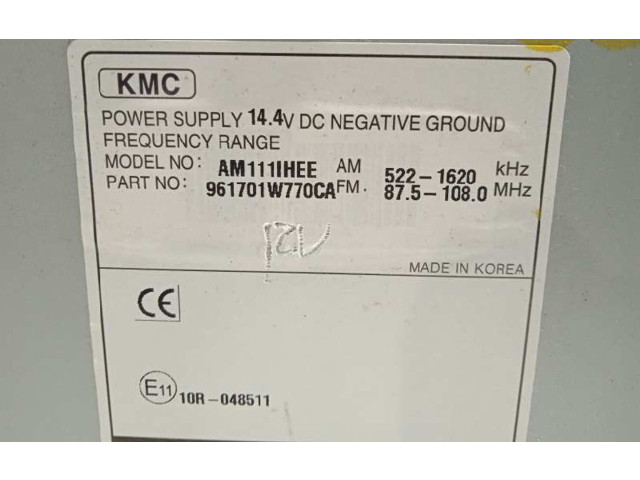 KMC
POWER SUPPLY 14.4V DC NEGATIVE GROUND
FREQUENCY RANGE
MODEL NO: AM111IHEE AM 522-1620 kHz
PART NO: 961701W770CA FM. 87.5-108.0 MHz
MADE IN KOREA
CE
E11 10R-048511